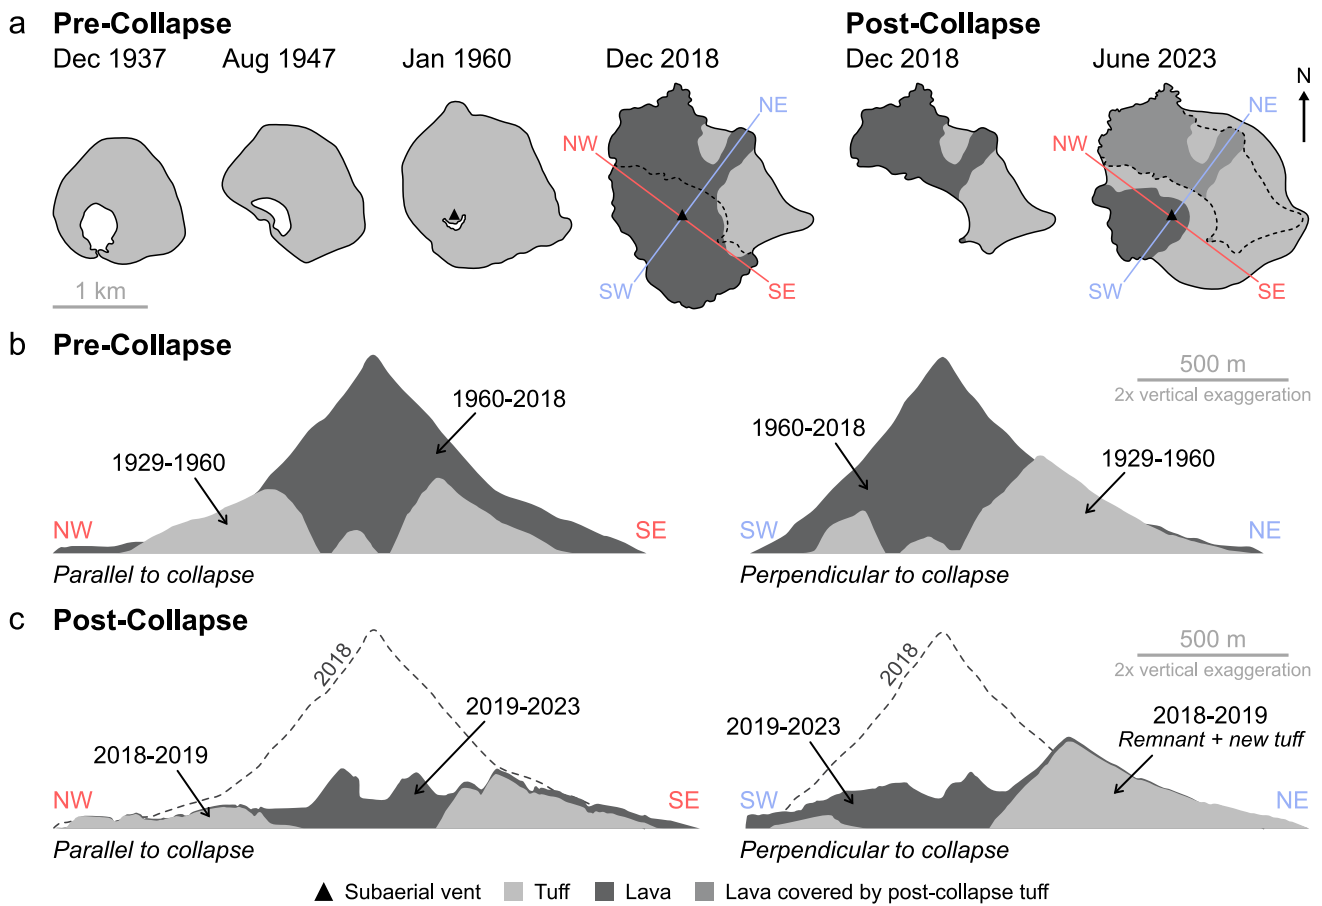 a Pre-Collapse Post-Collapse
Dec 1937 Aug 1947 Jan 1960 Dec 2018 Dec 2018 June 2023
N
NE NE
NW NW
SW SE SW SE
1 km
b Pre-Collapse
500 m
2x vertical exaggeration
1960-2018 1960-2018
1929-1960 1929-1960
NW SE SW NE
Parallel to collapse Perpendicular to collapse
c Post-Collapse
500 m
2x vertical exaggeration
2018 2018
2019-2023 2019-2023 2018-2019
Remnant + new tuff
2018-2019
NW SE SW NE
Parallel to collapse Perpendicular to collapse
Subaerial vent Tuff Lava Lava covered by post-collapse tuff